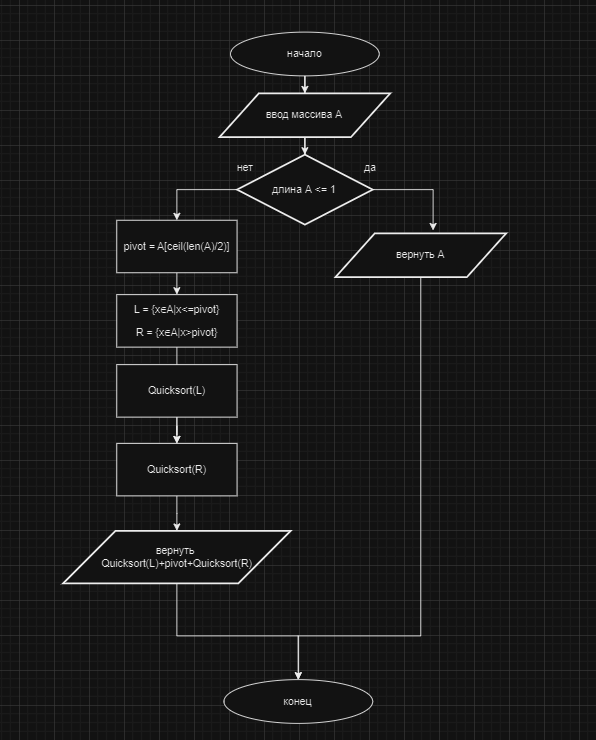 начало
ввод массива A
нет
да
длина A <= 1
pivot = A[ceil(len(A)/2)]
вернуть A
L = {x∈A|x<=pivot}
R = {x∈A|x>pivot}
Quicksort(L)
Quicksort(R)
вернуть
Quicksort(L)+pivot+Quicksort(R)
конец